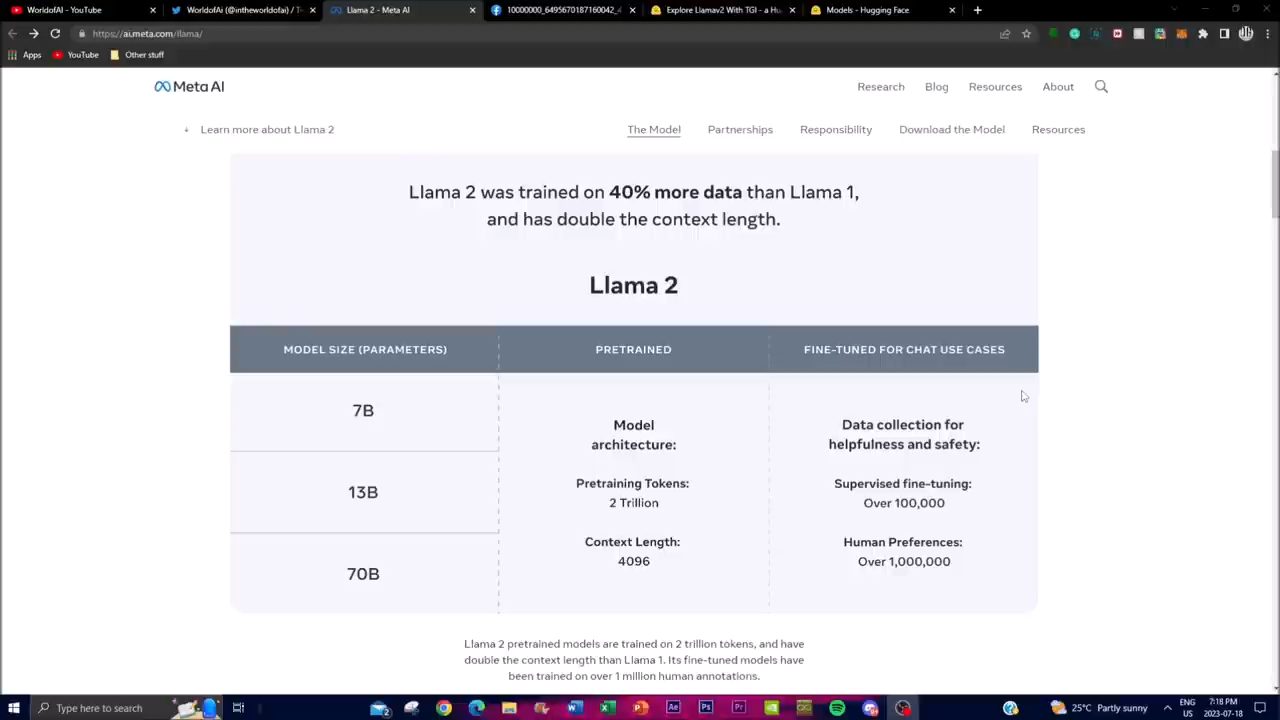 WorldofAI - YouTube
WorldofAI (@intheworldofai) / T
Llama 2 - Meta AI
10000000_6495670187160042_4
Explore Llamav2 With TGI - a Hu
Models - Hugging Face
https://ai.meta.com/llama/
Apps
YouTube
Other stuff
Meta AI
Research
Blog
Resources
About
Learn more about Llama 2
The Model
Partnerships
Responsibility
Download the Model
Resources
Llama 2 was trained on 40% more data than Llama 1,
and has double the context length.
Llama 2
MODEL SIZE (PARAMETERS)
PRETRAINED
FINE-TUNED FOR CHAT USE CASES
7B
13B
70B
Model
architecture:
Pretraining Tokens:
2 Trillion
Context Length:
4096
Data collection for
helpfulness and safety:
Supervised fine-tuning:
Over 100,000
Human Preferences:
Over 1,000,000
Llama 2 pretrained models are trained on 2 trillion tokens, and have
double the context length than Llama 1. Its fine-tuned models have
been trained on over 1 million human annotations.
Type here to search
25°C Partly sunny
ENG
US
7:18 PM
2023-07-18